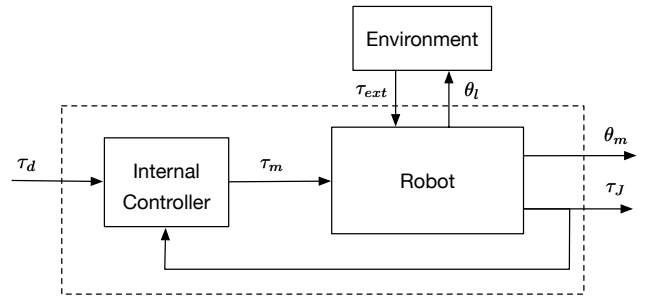 Environment
τ_ext
θ_l
τ_d
Internal
Controller
τ_m
Robot
θ_m
τ_J